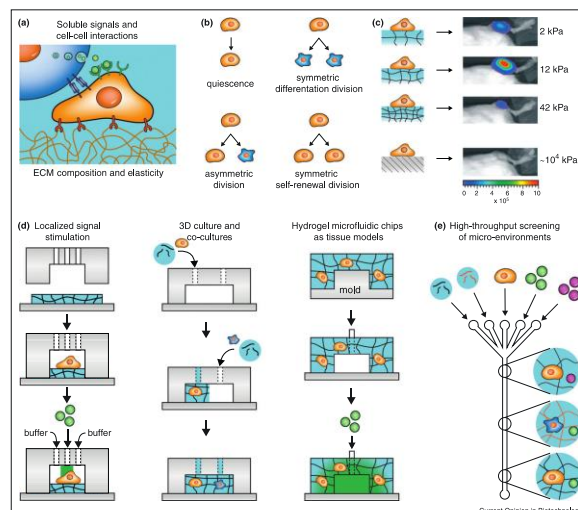 (a)
Soluble signals and
cell-cell interactions
ECM composition and elasticity
(b)
quiescence
symmetric
differentation division
asymmetric
division
symmetric
self-renewal division
(c)
2 kPa
12 kPa
42 kPa
~10⁴ kPa
0 2 4 6 8 10
x 10⁵
(d)
Localized signal
stimulation
buffer
buffer
3D culture and
co-cultures
Hydrogel microfluidic chips
as tissue models
mold
(e)
High-throughput screening
of micro-environments
Current Opinion in